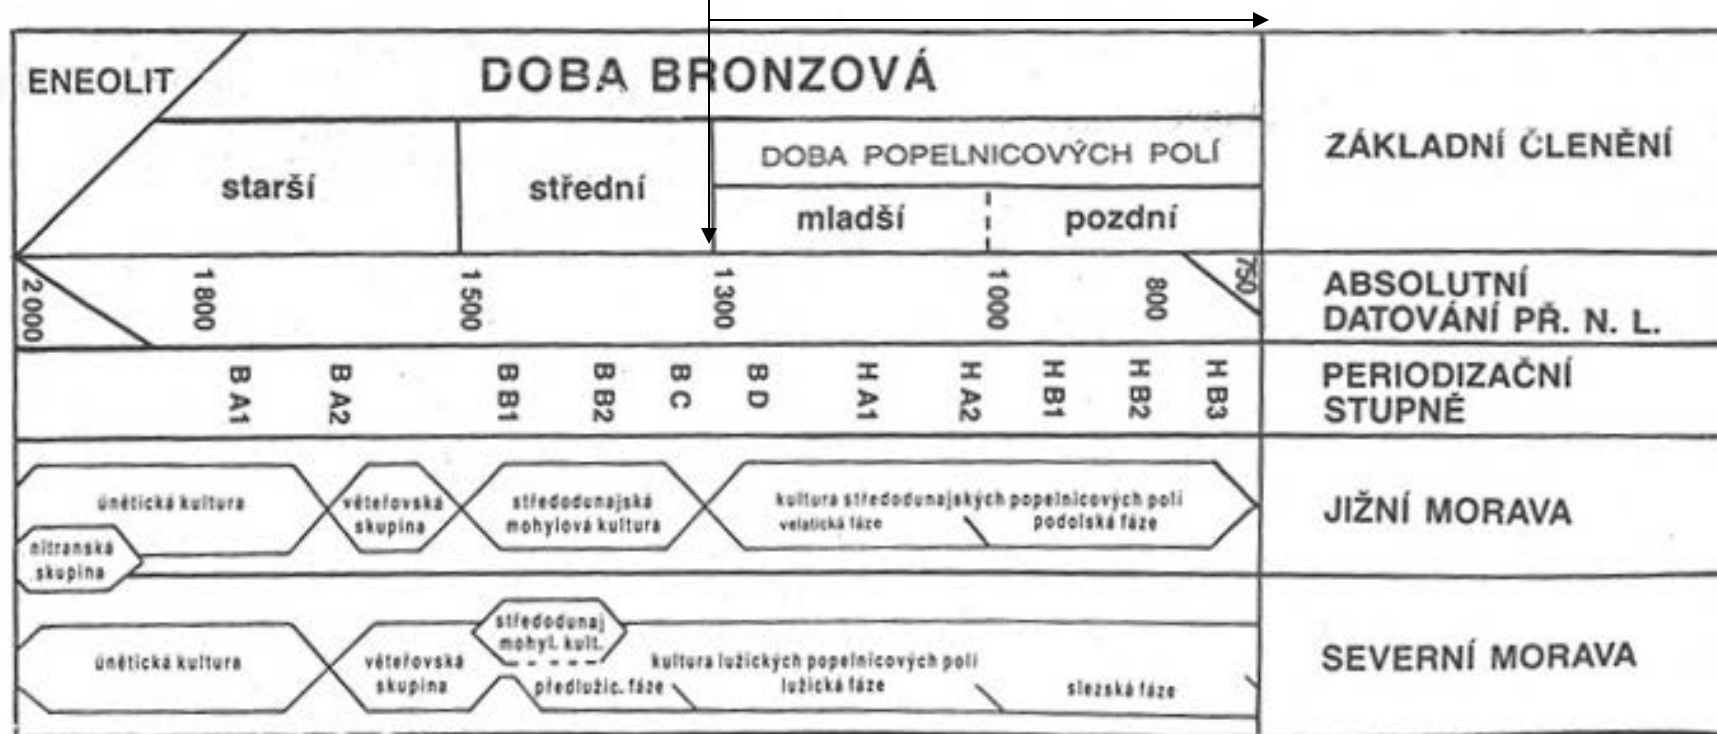 ENEOLIT
DOBA BRONZOVÁ
ZÁKLADNÍ ČLENĚNÍ
starší
střední
DOBA POPELNICOVÝCH POLÍ
mladší
pozdní
2000
1800
1500
1300
1000
800
750
ABSOLUTNÍ
DATOVÁNÍ PŘ. N. L.
B A1
B A2
B B1
B B2
B C
B D
H A1
H A2
H B1
H B2
H B3
PERIODIZAČNÍ
STUPNĚ
únětická kultura
věteřovská
skupina
středodunajská
mohylová kultura
kultura středodunajských popelnicových polí
velatická fáze
podolská fáze
JIŽNÍ MORAVA
nitranská
skupina
únětická kultura
věteřovská
skupina
středodunaj
mohyl. kult.
předlužic. fáze
kultura lužických popelnicových polí
lužická fáze
slezská fáze
SEVERNÍ MORAVA